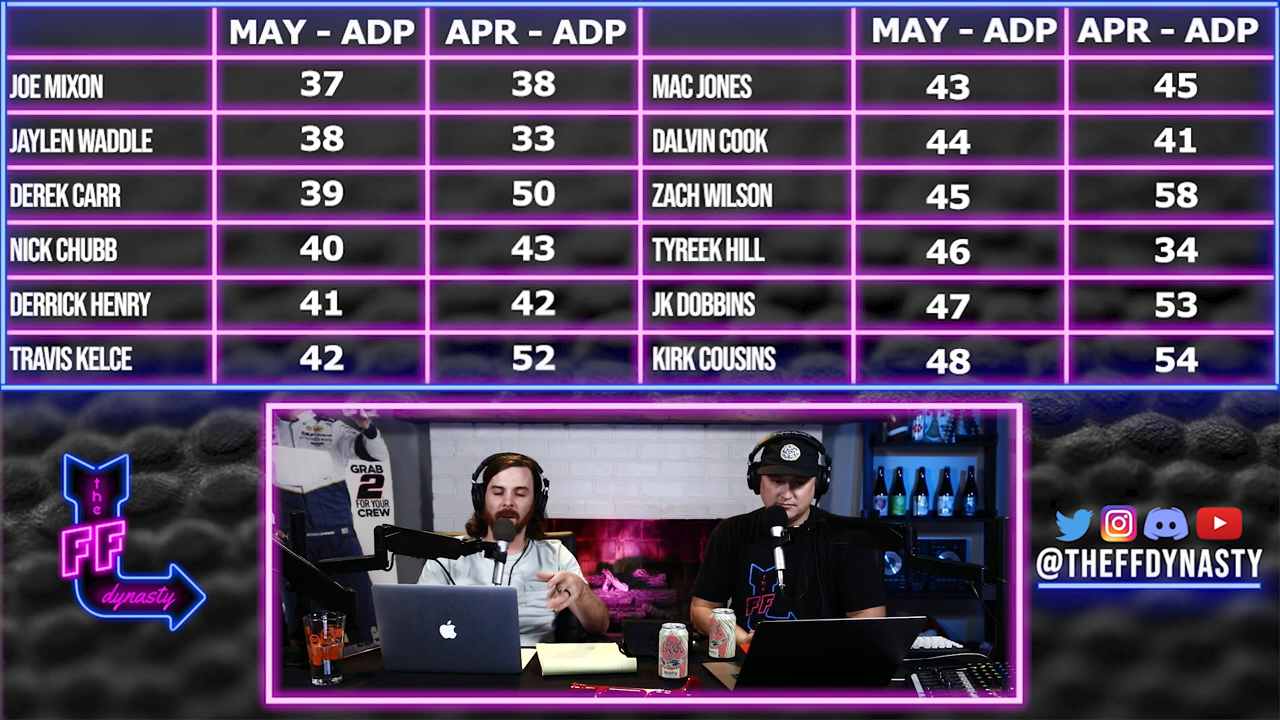 MAY - ADP APR - ADP MAY - ADP APR - ADP
JOE MIXON 37 38 MAC JONES 43 45
JAYLEN WADDLE 38 33 DALVIN COOK 44 41
DEREK CARR 39 50 ZACH WILSON 45 58
NICK CHUBB 40 43 TYREEK HILL 46 34
DERRICK HENRY 41 42 JK DOBBINS 47 53
TRAVIS KELCE 42 52 KIRK COUSINS 48 54
the
FF
dynasty
GRAB
2
FOR YOUR
CREW
the
FF
@THEFFDYNASTY